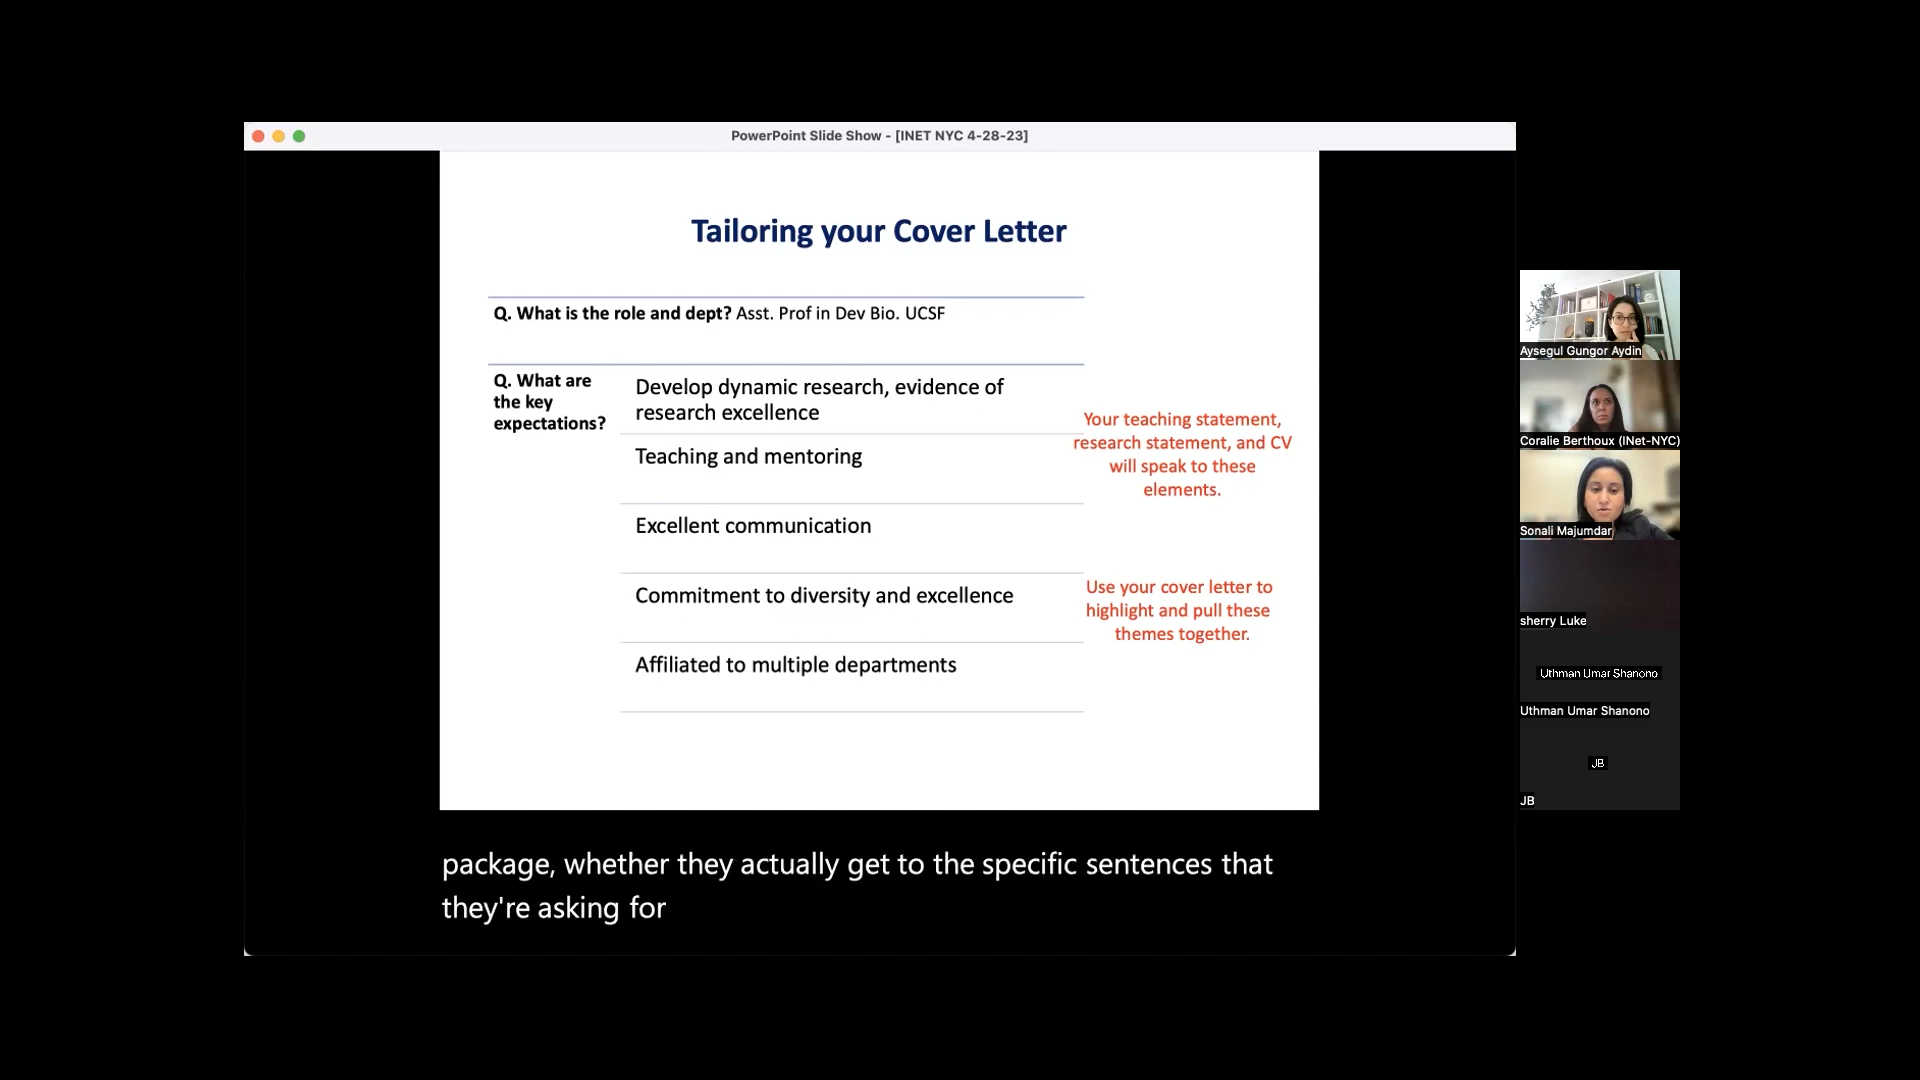 PowerPoint Slide Show - [INET NYC 4-28-23]
Tailoring your Cover Letter
Q. What is the role and dept? Asst. Prof in Dev Bio. UCSF
Q. What are
the key
expectations?
Develop dynamic research, evidence of
research excellence
Teaching and mentoring
Excellent communication
Commitment to diversity and excellence
Affiliated to multiple departments
Your teaching statement,
research statement, and CV
will speak to these
elements.
Use your cover letter to
highlight and pull these
themes together.
package, whether they actually get to the specific sentences that
they're asking for
Aysegul Gungor Aydin
Coralie Berthoux (INet-NYC)
Sonali Majumdar
sherry Luke
Uthman Umar Shanono
Uthman Umar Shanono
JB
JB